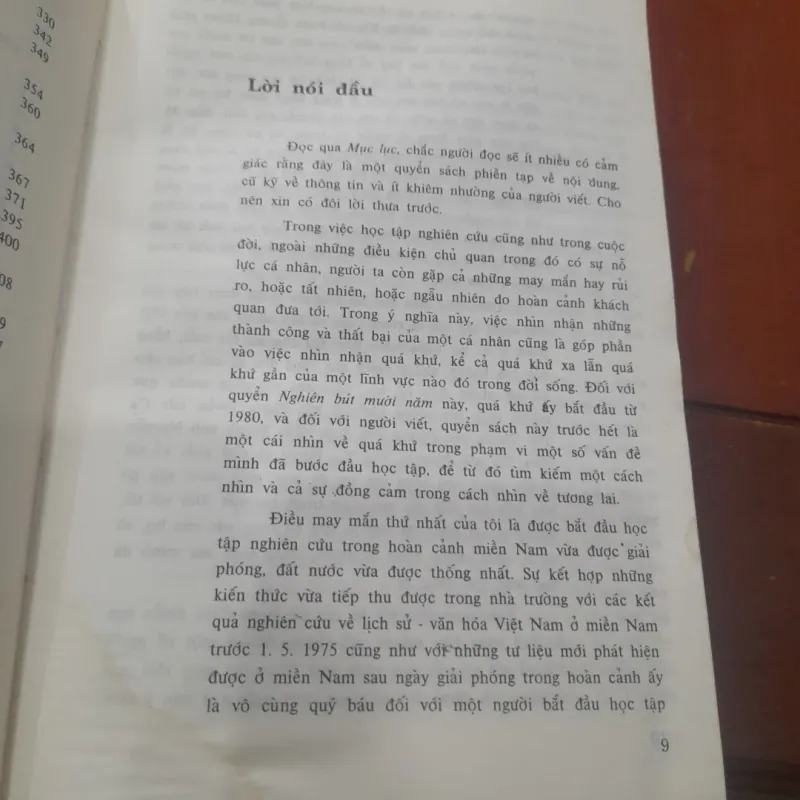 330
342
349
354
360
364
367
371
395
400
08
9
Lời nói đầu
Đọc qua Mục lục, chắc người đọc sẽ ít nhiều có cảm
giác rằng đây là một quyển sách phiền tạp về nội dung,
cũ kỹ về thông tin và ít khiêm nhường của người viết. Cho
nên xin có đôi lời thưa trước.
Trong việc học tập nghiên cứu cũng như trong cuộc
đời, ngoài những điều kiện chủ quan trong đó có sự nỗ
lực cá nhân, người ta còn gặp cả những may mắn hay rủi
ro, hoặc tất nhiên, hoặc ngẫu nhiên do hoàn cảnh khách
quan đưa tới. Trong ý nghĩa này, việc nhìn nhận những
thành công và thất bại của một cá nhân cũng là góp phần
vào việc nhìn nhận quá khứ, kể cả quá khứ xa lẫn quá
khứ gần của một lĩnh vực nào đó trong đời sống. Đối với
quyển Nghiên bút mười năm này, quá khứ ấy bắt đầu từ
1980, và đối với người viết, quyển sách này trước hết là
một cái nhìn về quá khứ trong phạm vi một số vấn đề
mình đã bước đầu học tập, để từ đó tìm kiếm một cách
nhìn và cả sự đồng cảm trong cách nhìn về tương lai.
Điều may mắn thứ nhất của tôi là được bắt đầu học
tập nghiên cứu trong hoàn cảnh miền Nam vừa được giải
phóng, đất nước vừa được thống nhất. Sự kết hợp những
kiến thức vừa tiếp thu được trong nhà trường với các kết
quả nghiên cứu về lịch sử - văn hóa Việt Nam ở miền Nam
trước 1. 5. 1975 cũng như với những tư liệu mới phát hiện
được ở miền Nam sau ngày giải phóng trong hoàn cảnh ấy
là vô cùng quý báu đối với một người bắt đầu học tập
9